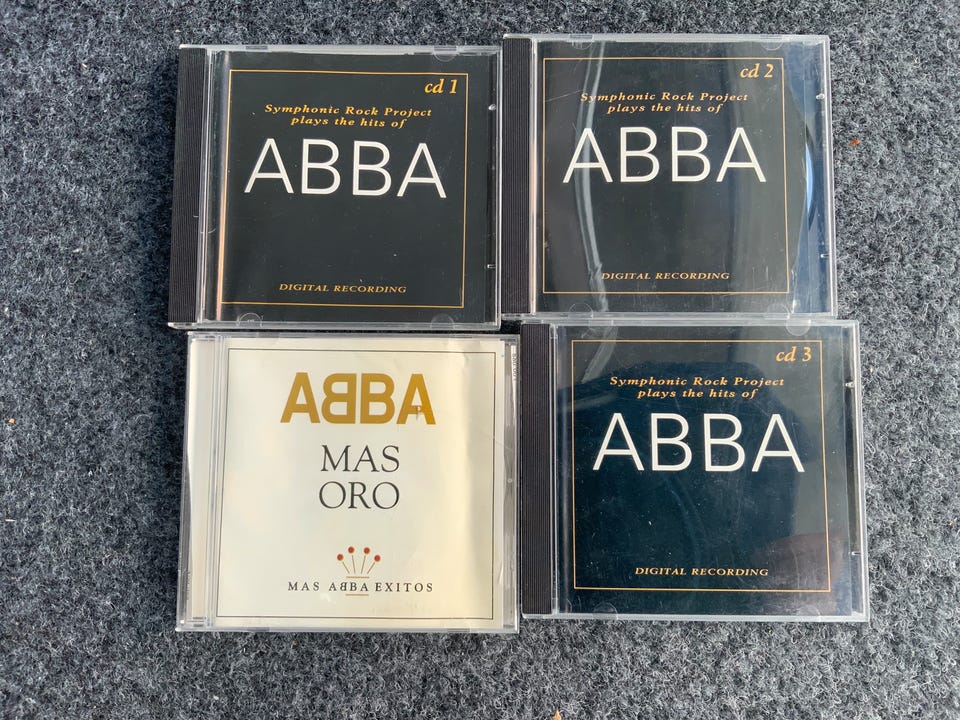 cd 1
Symphonic Rock Project
plays the hits of
ABBA
DIGITAL RECORDING
cd 2
Symphonic Rock Project
plays the hits of
ABBA
DIGITAL RECORDING
ABBA
MAS
ORO
MAS ABBA EXITOS
cd 3
Symphonic Rock Project
plays the hits of
ABBA
DIGITAL RECORDING